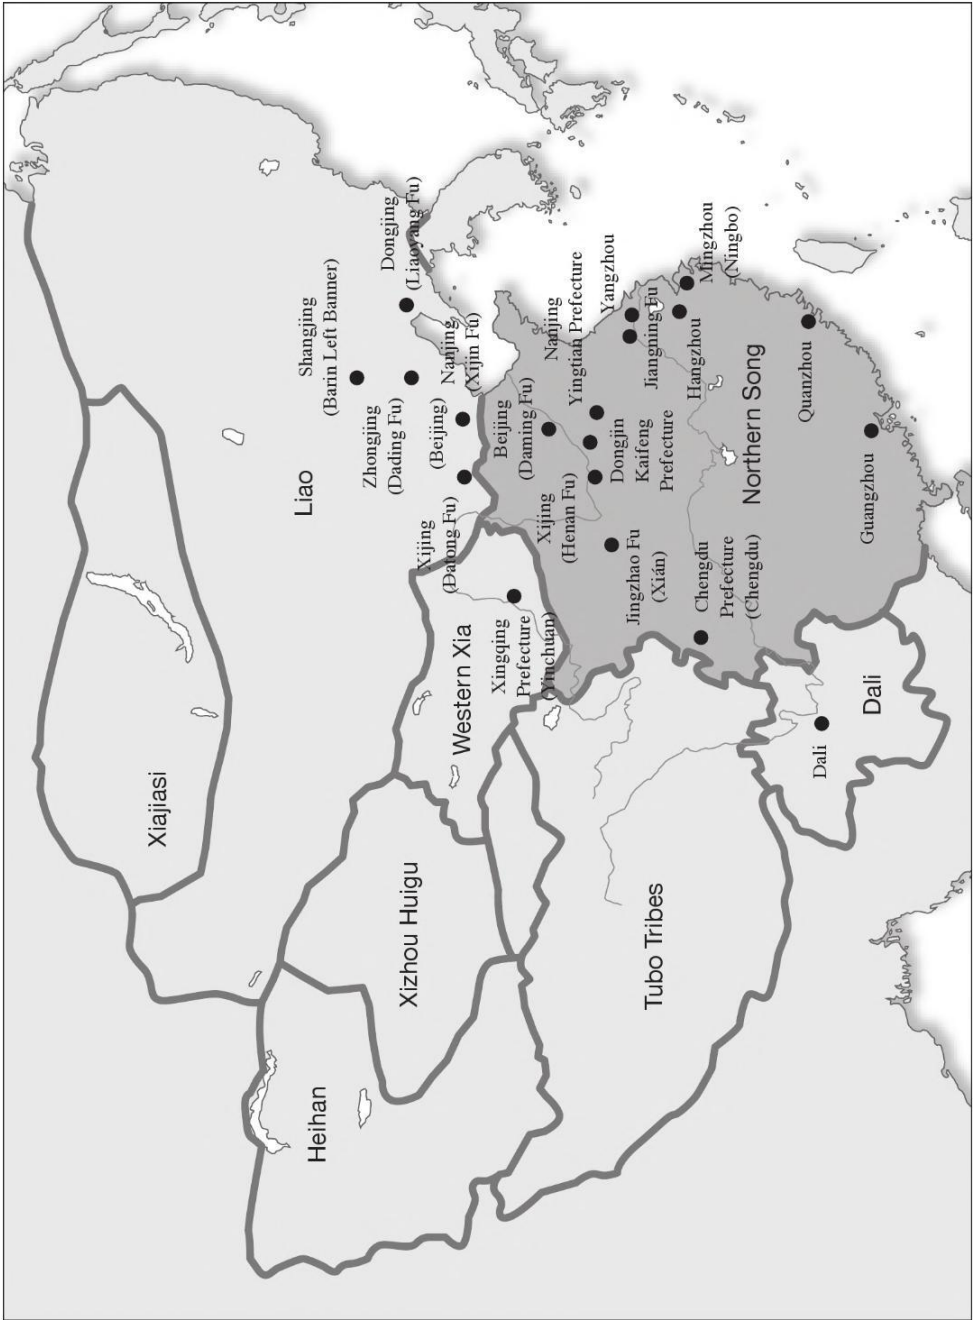 Xiajiasi
Heihan
Xizhou Huigu
Tubo Tribes
Liao
Shangjing
(Barin Left Banner)
Zhongjing
(Dading Fu)
Dongjing
(Liaoyang Fu)
Nanjing
(Xijin Fu)
(Beijing)
Xijing
(Datong Fu)
Western Xia
Xingqing
Prefecture
(Yinchuan)
Beijing
(Daming Fu)
Nanjing
Yingtian Prefecture
Xijing
(Henan Fu)
Dongjin
Kaifeng
Prefecture
Jingzhao Fu
(Xián)
Yangzhou
Jiangning Fu
Hangzhou
Mingzhou
(Ningbo)
Chengdu
Prefecture
(Chengdu)
Northern Song
Quanzhou
Guangzhou
Dali
Dali